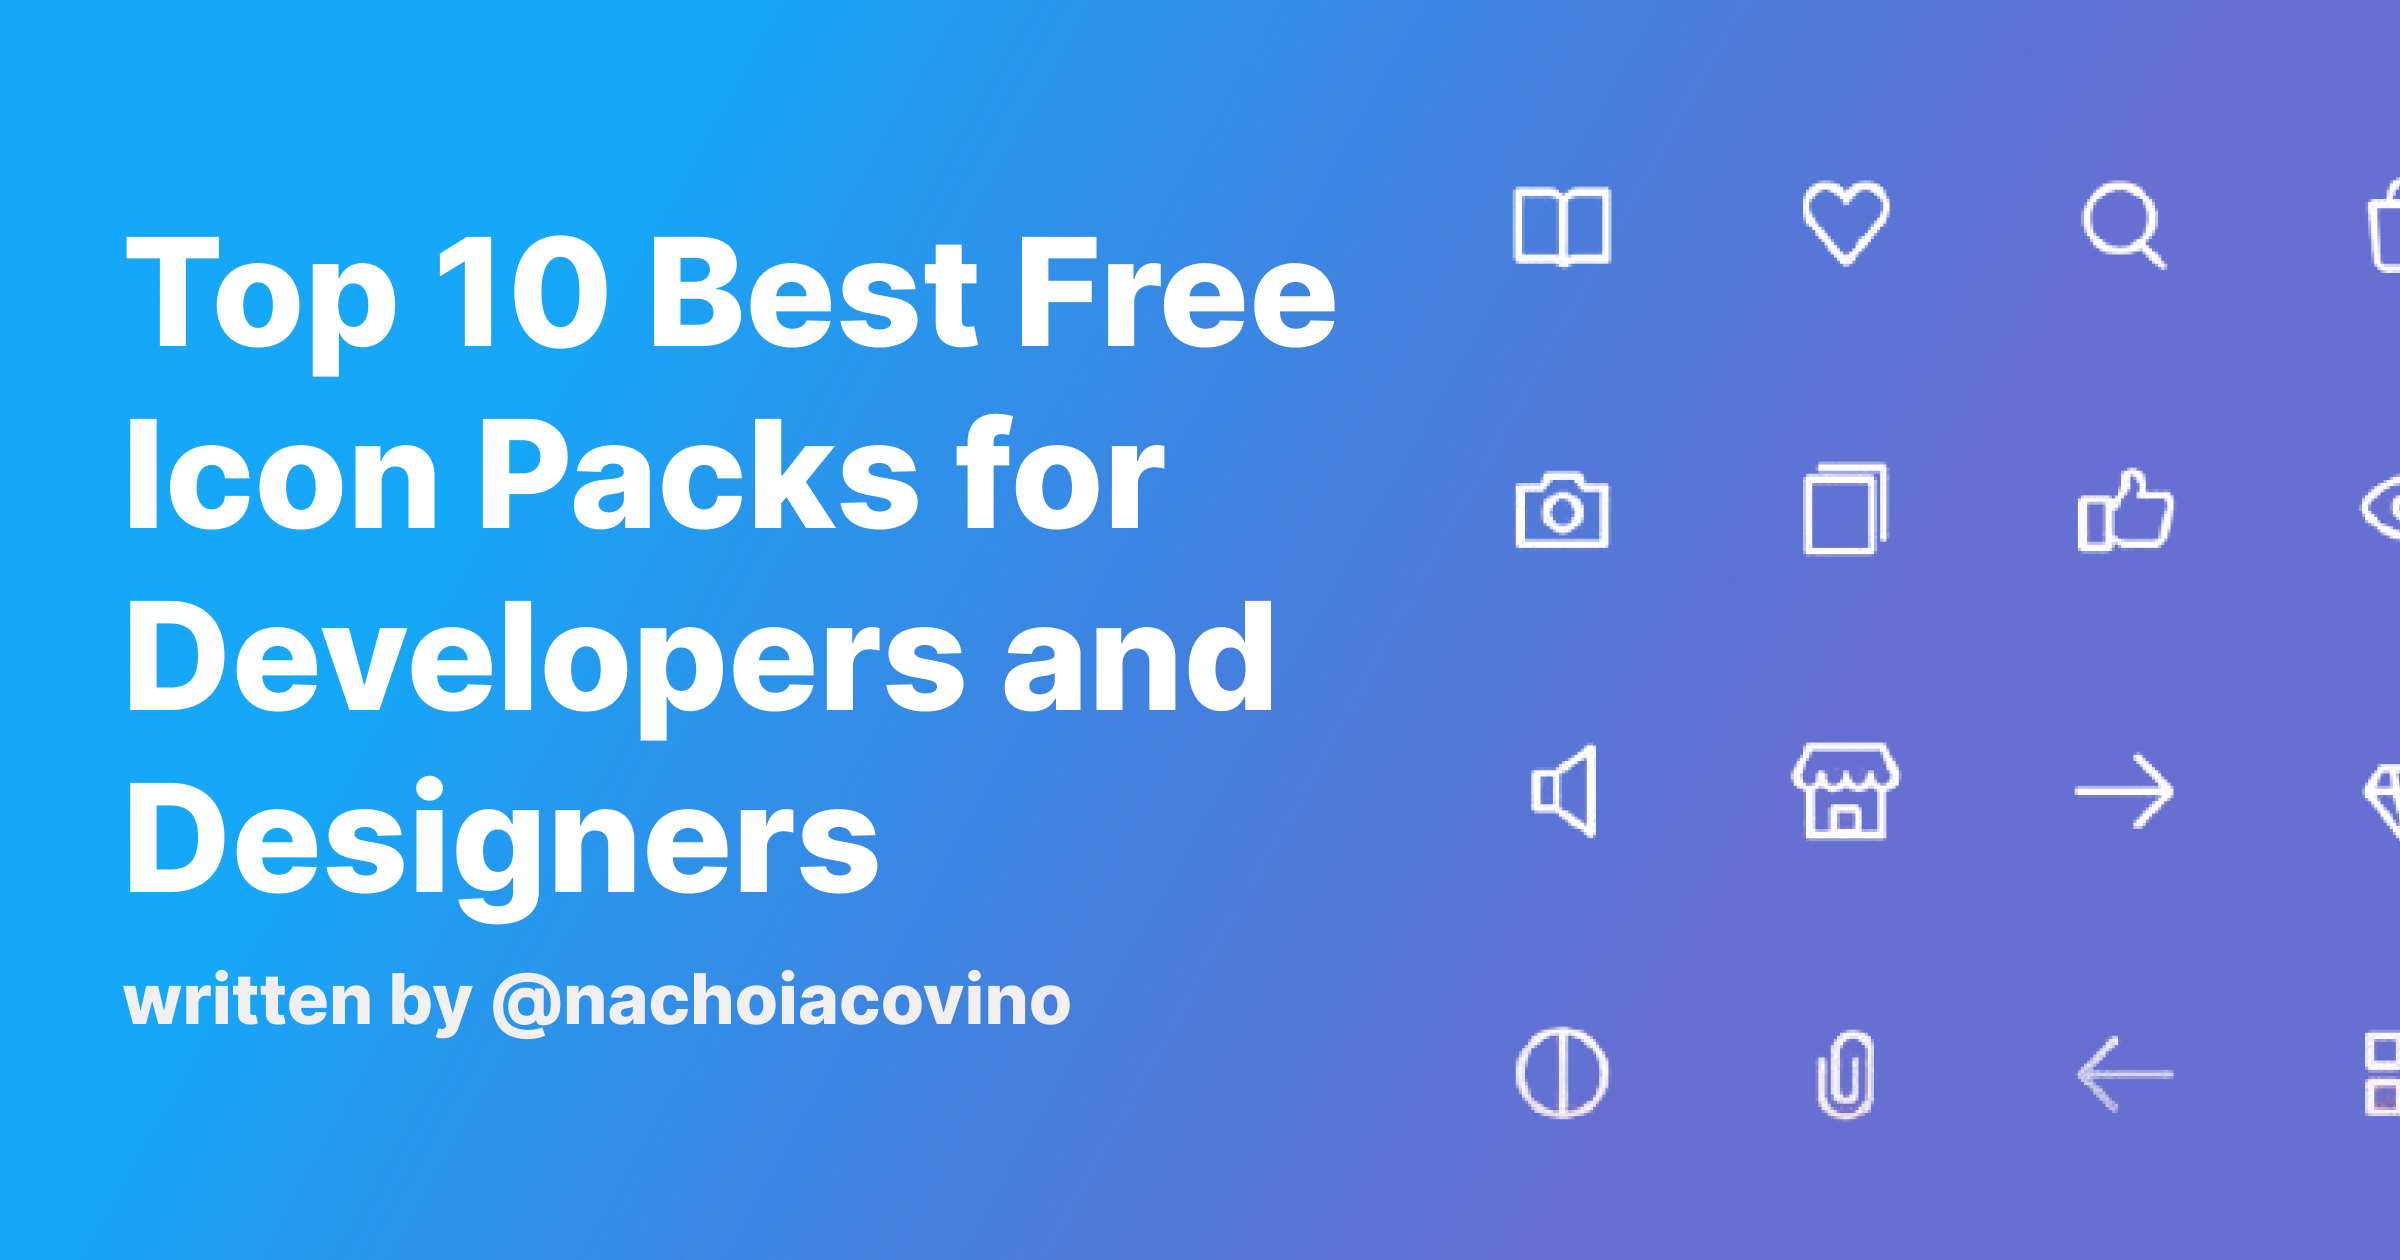 Top 10 Best Free
Icon Packs for
Developers and
Designers
written by @nachoiacovino